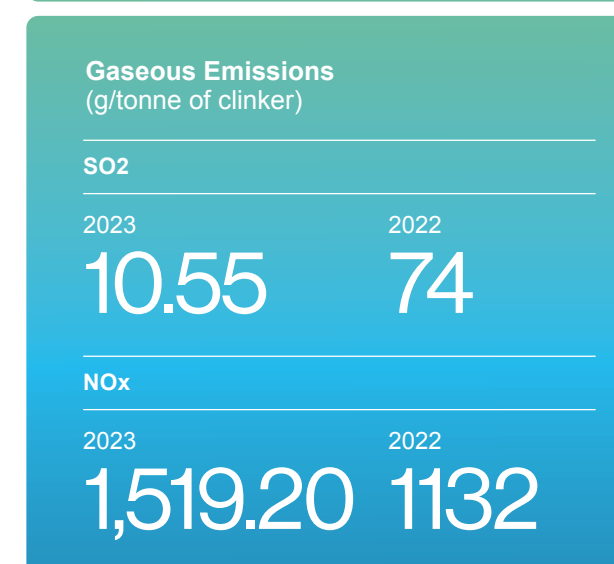 Gaseous Emissions
(g/tonne of clinker)
SO2
2023 2022
10.55 74
NOx
2023 2022
1,519.20 1132